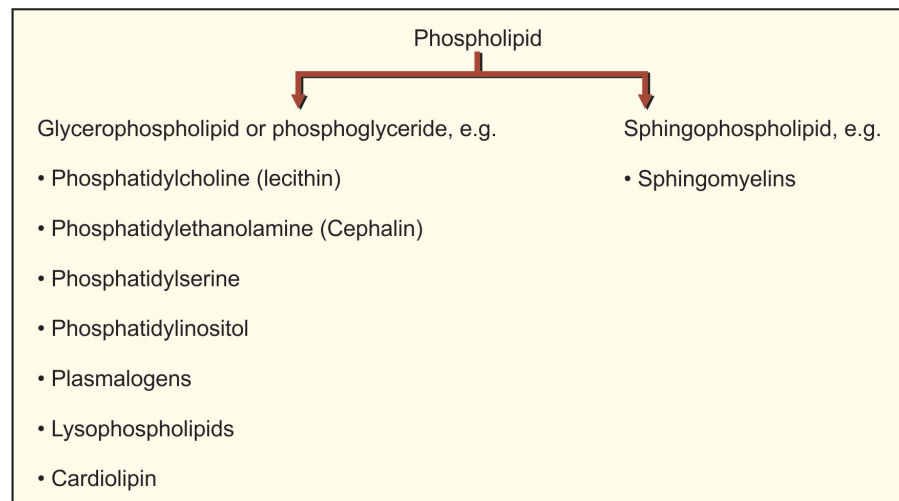 Phospholipid
Glycerophospholipid or phosphoglyceride, e.g.
• Phosphatidylcholine (lecithin)
• Phosphatidylethanolamine (Cephalin)
• Phosphatidylserine
• Phosphatidylinositol
• Plasmalogens
• Lysophospholipids
• Cardiolipin
Sphingophospholipid, e.g.
• Sphingomyelins